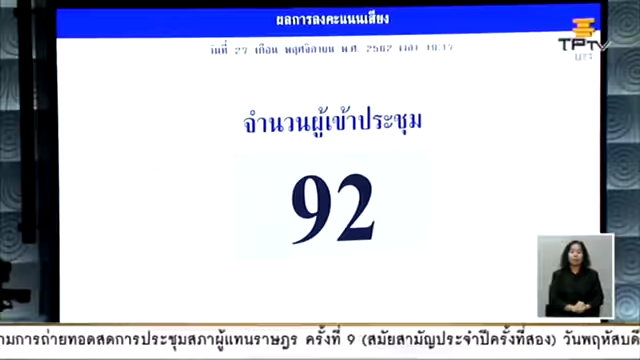 ผลการลงคะแนนเสียง
วันที่ 27 เดือน พฤศจิกายน พ.ศ. 2562 เวลา
TPTV
จำนวนผู้เข้าประชุม
92
ามการถ่ายทอดสดการประชุมสภาผู้แทนราษฎร ครั้งที่ 9 (สมัยสามัญประจำปีครั้งที่สอง) วันพฤหัสบดี